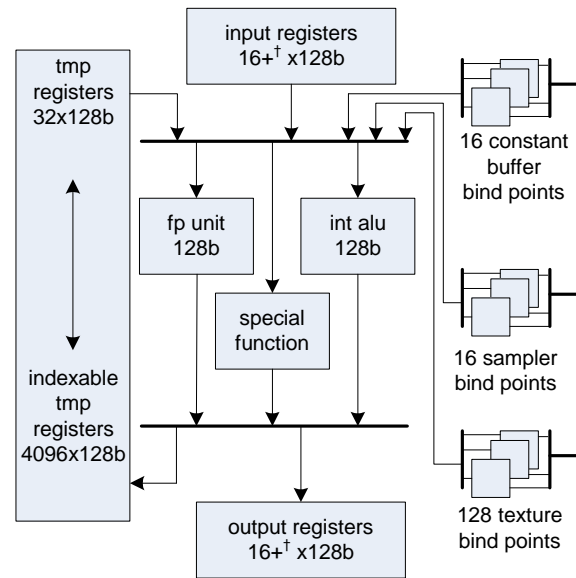 tmp
registers
32x128b
indexable
tmp
registers
4096x128b
input registers
16+† x128b
fp unit
128b
int alu
128b
special
function
output registers
16+† x128b
16 constant
buffer
bind points
16 sampler
bind points
128 texture
bind points